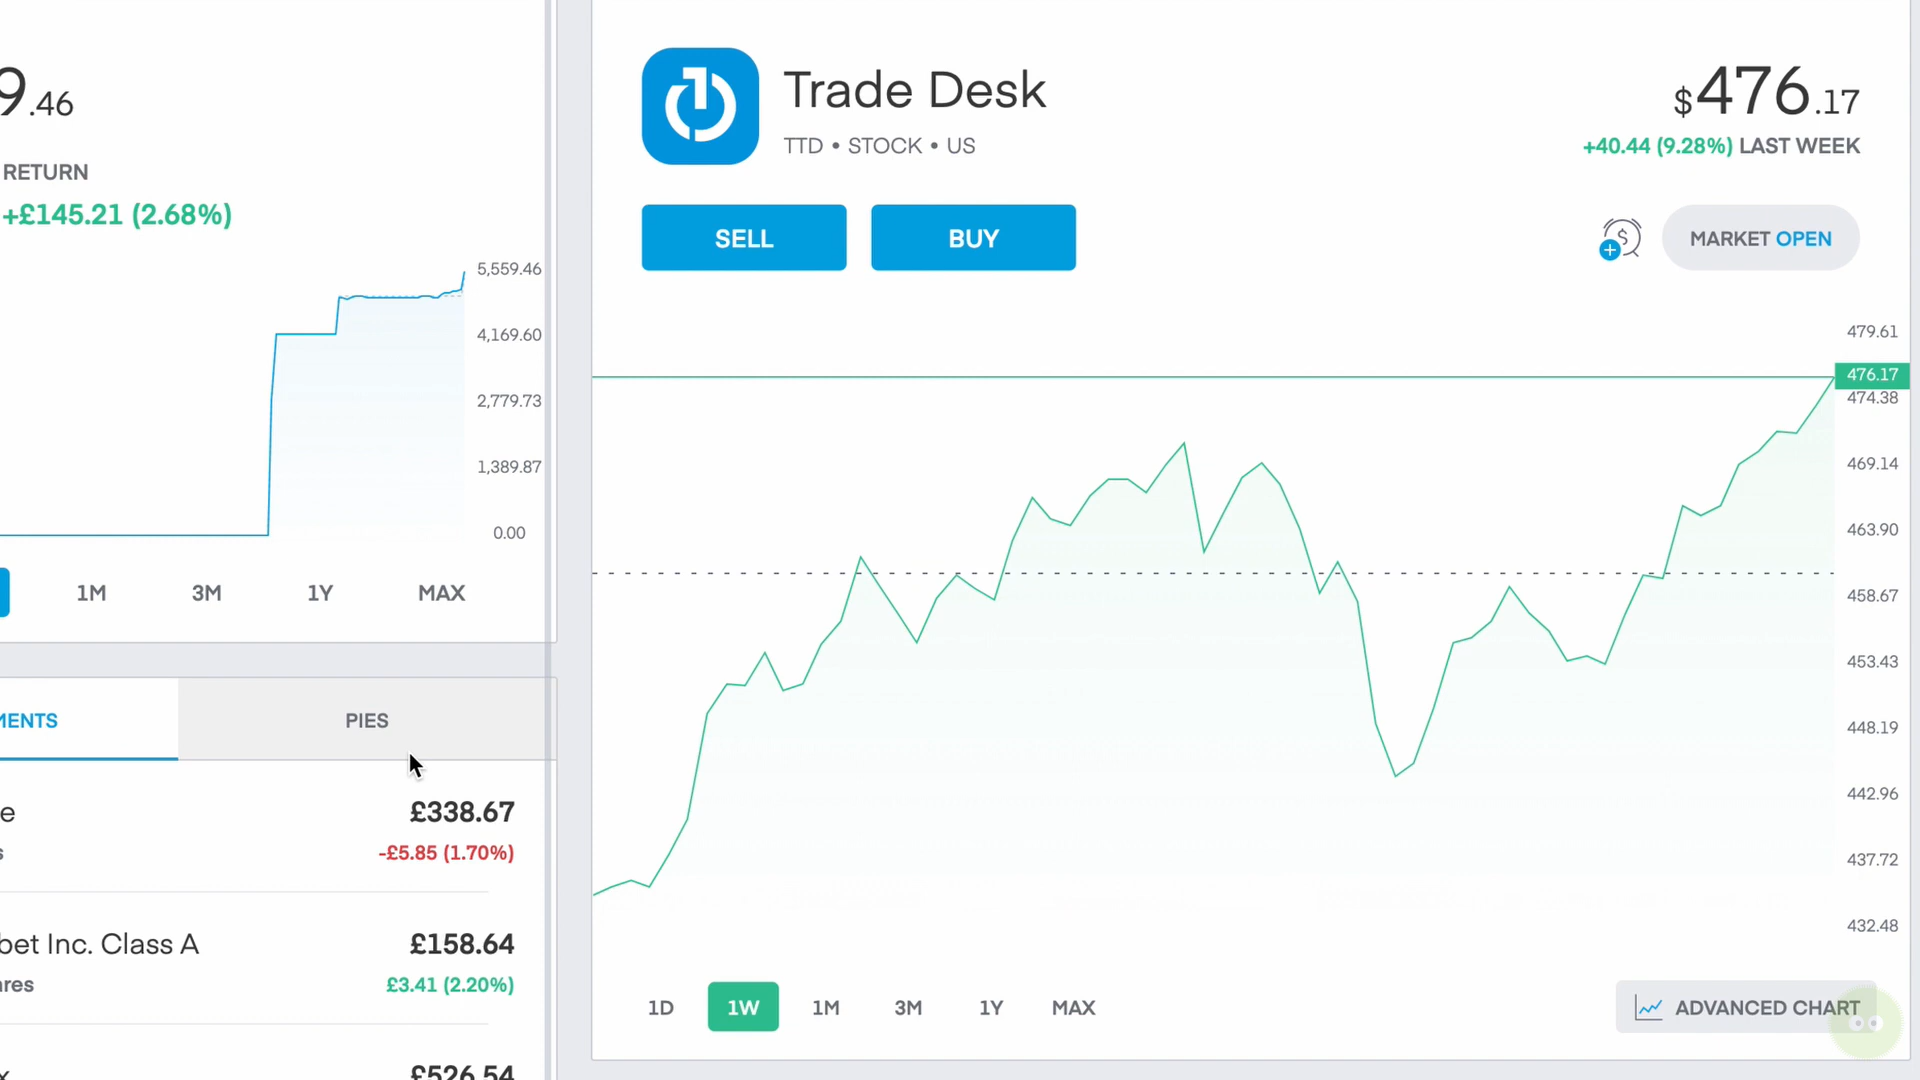 9.46
RETURN
+£145.21 (2.68%)
5,559.46
4,169.60
2,779.73
1,389.87
0.00
1M 3M 1Y MAX
MENTS PIES
e £338.67
s -£5.85 (1.70%)
bet Inc. Class A £158.64
ares £3.41 (2.20%)
x £526.54
Trade Desk
TTD • STOCK • US
$476.17
+40.44 (9.28%) LAST WEEK
SELL BUY
MARKET OPEN
479.61
476.17
474.38
469.14
463.90
458.67
453.43
448.19
442.96
437.72
432.48
1D 1W 1M 3M 1Y MAX
ADVANCED CHART